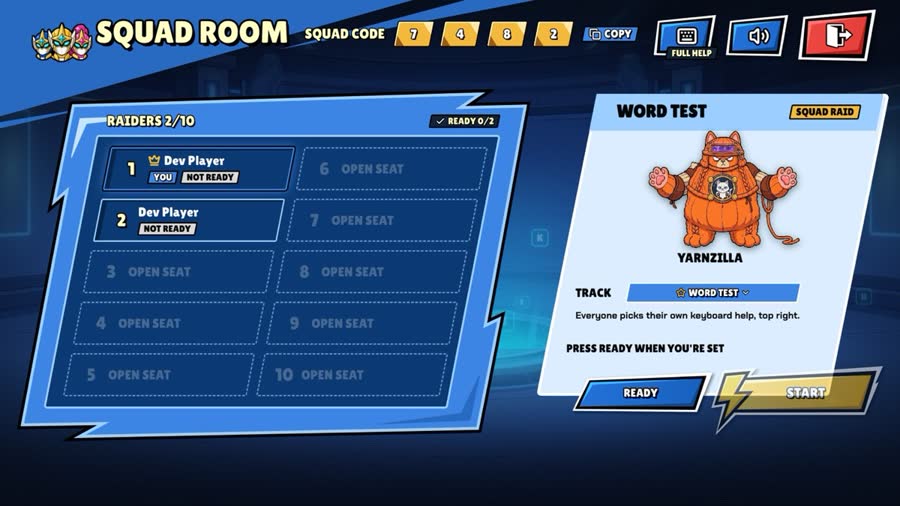 SQUAD ROOM
SQUAD CODE 7 4 8 2 COPY
FULL HELP
RAIDERS 2/10
READY 0/2
1 Dev Player
YOU NOT READY
2 Dev Player
NOT READY
3 OPEN SEAT
4 OPEN SEAT
5 OPEN SEAT
6 OPEN SEAT
7 OPEN SEAT
8 OPEN SEAT
9 OPEN SEAT
10 OPEN SEAT
K
WORD TEST
SQUAD RAID
YARNZILLA
TRACK WORD TEST
Everyone picks their own keyboard help, top right.
PRESS READY WHEN YOU'RE SET
READY
START